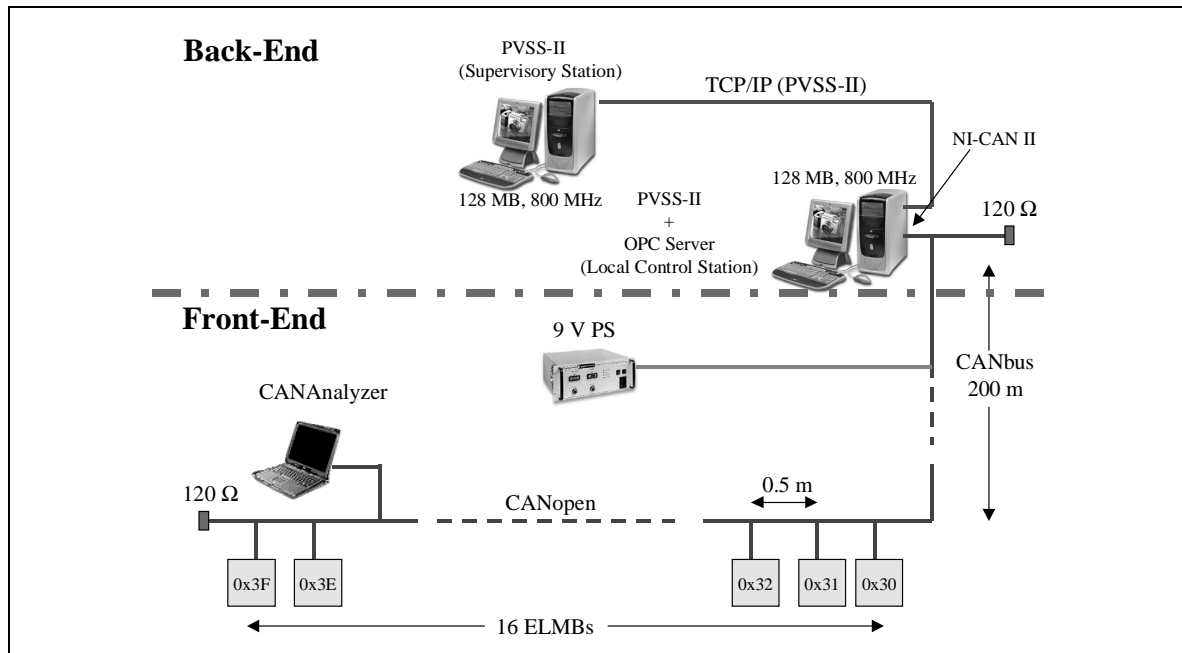 Back-End
PVSS-II
(Supervisory Station)
TCP/IP (PVSS-II)
NI-CAN II
128 MB, 800 MHz
128 MB, 800 MHz
PVSS-II
+
OPC Server
(Local Control Station)
120 Ω
Front-End
9 V PS
CANbus
200 m
CANAnalyzer
120 Ω
CANopen
0.5 m
0x3F
0x3E
0x32
0x31
0x30
16 ELMBs